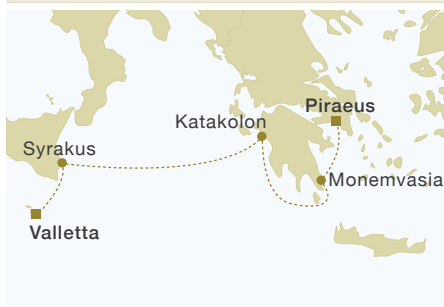 Piraeus
Katakolon
Syrakus
Monemvasia
Valletta